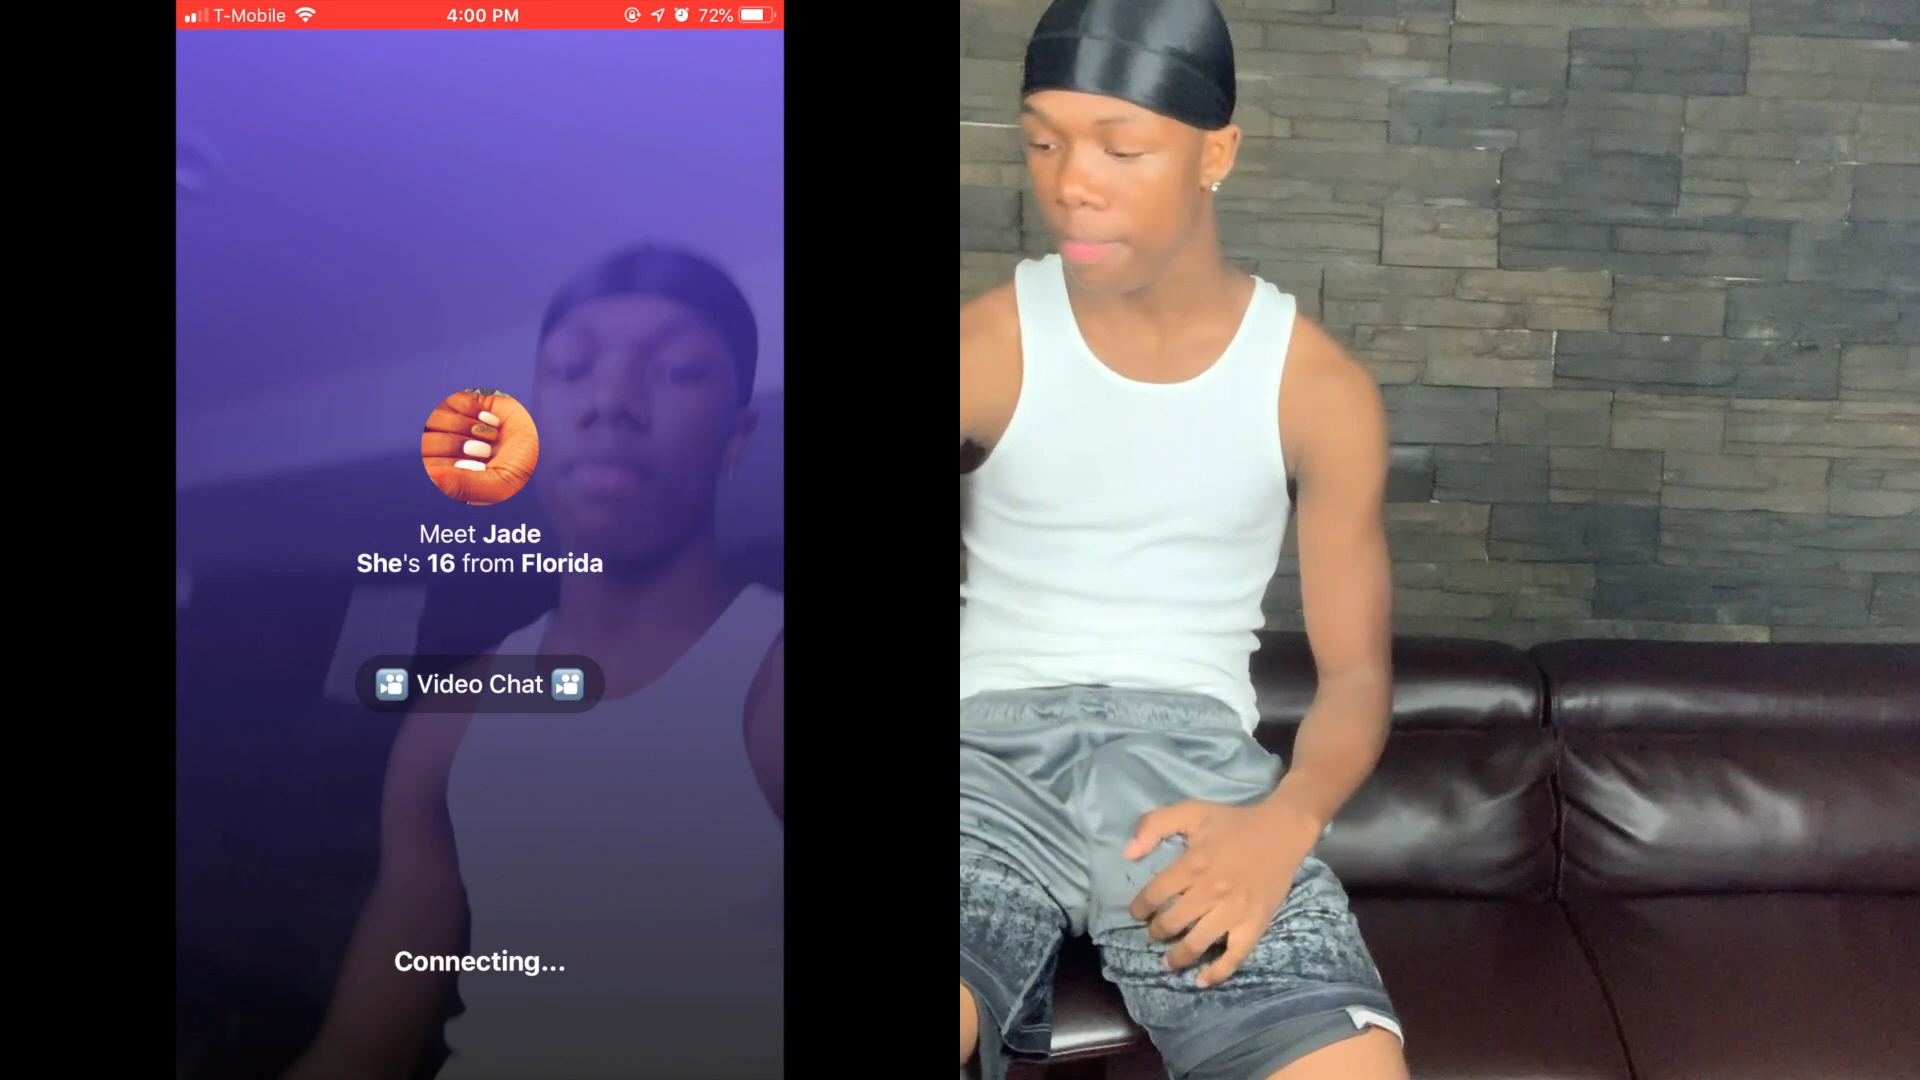 T-Mobile 4:00 PM 72%
Meet Jade
She's 16 from Florida
Video Chat
Connecting...